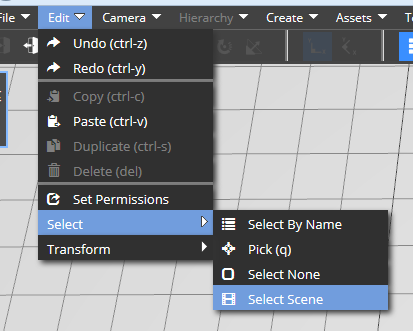 File Edit Camera Hierarchy Create Assets
Undo (ctrl-z)
Redo (ctrl-y)
Copy (ctrl-c)
Paste (ctrl-v)
Duplicate (ctrl-s)
Delete (del)
Set Permissions
Select
Transform
Select By Name
Pick (q)
Select None
Select Scene